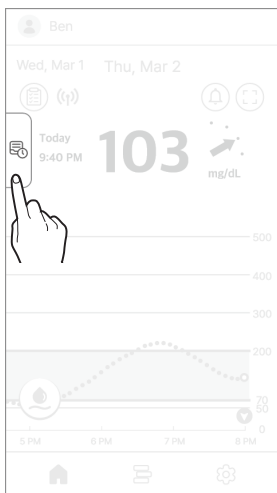 Ben
Wed, Mar 1 Thu, Mar 2
Today
9:40 PM
103
mg/dL
500
400
300
200
70
50
0
5 PM 6 PM 7 PM 8 PM